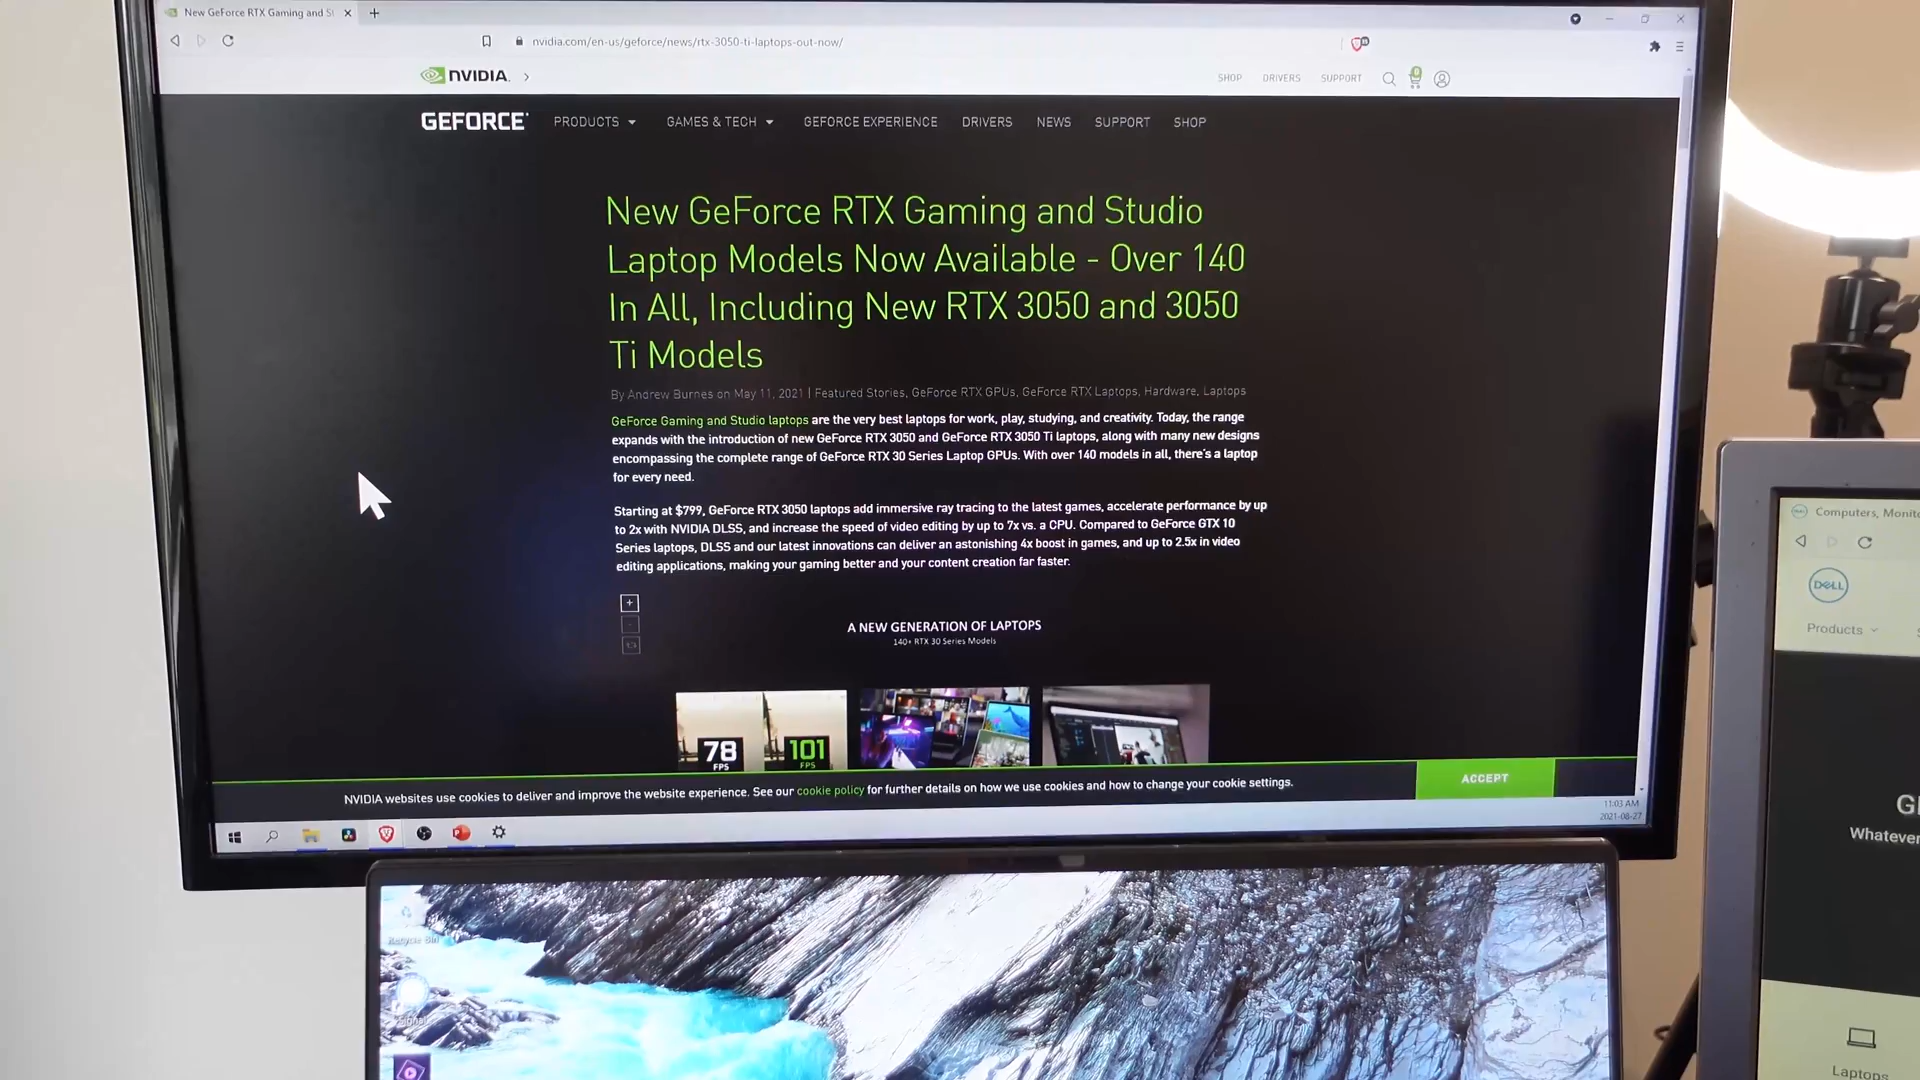 New GeForce RTX Gaming and St
nvidia.com/en-us/geforce/news/rtx-3050-ti-laptops-out-now/
NVIDIA.
SHOP DRIVERS SUPPORT
GEFORCE PRODUCTS GAMES & TECH GEFORCE EXPERIENCE DRIVERS NEWS SUPPORT SHOP
New GeForce RTX Gaming and Studio
Laptop Models Now Available - Over 140
In All, Including New RTX 3050 and 3050
Ti Models
By Andrew Burnes on May 11, 2021 | Featured Stories, GeForce RTX GPUs, GeForce RTX Laptops, Hardware, Laptops
GeForce Gaming and Studio laptops are the very best laptops for work, play, studying, and creativity. Today, the range
expands with the introduction of new GeForce RTX 3050 and GeForce RTX 3050 Ti laptops, along with many new designs
encompassing the complete range of GeForce RTX 30 Series Laptop GPUs. With over 140 models in all, there's a laptop
for every need.
Starting at $799, GeForce RTX 3050 laptops add immersive ray tracing to the latest games, accelerate performance by up
to 2x with NVIDIA DLSS, and increase the speed of video editing by up to 7x vs. a CPU. Compared to GeForce GTX 10
Series laptops, DLSS and our latest innovations can deliver an astonishing 4x boost in games, and up to 2.5x in video
editing applications, making your gaming better and your content creation far faster.
A NEW GENERATION OF LAPTOPS
140+ RTX 30 Series Models
78 101
FPS FPS
NVIDIA websites use cookies to deliver and improve the website experience. See our cookie policy for further details on how we use cookies and how to change your cookie settings.
ACCEPT
11:03 AM
2021-08-27
Recycle Bin
Signal
Computers, Monito
DELL
Products
G
Whatever
Laptops